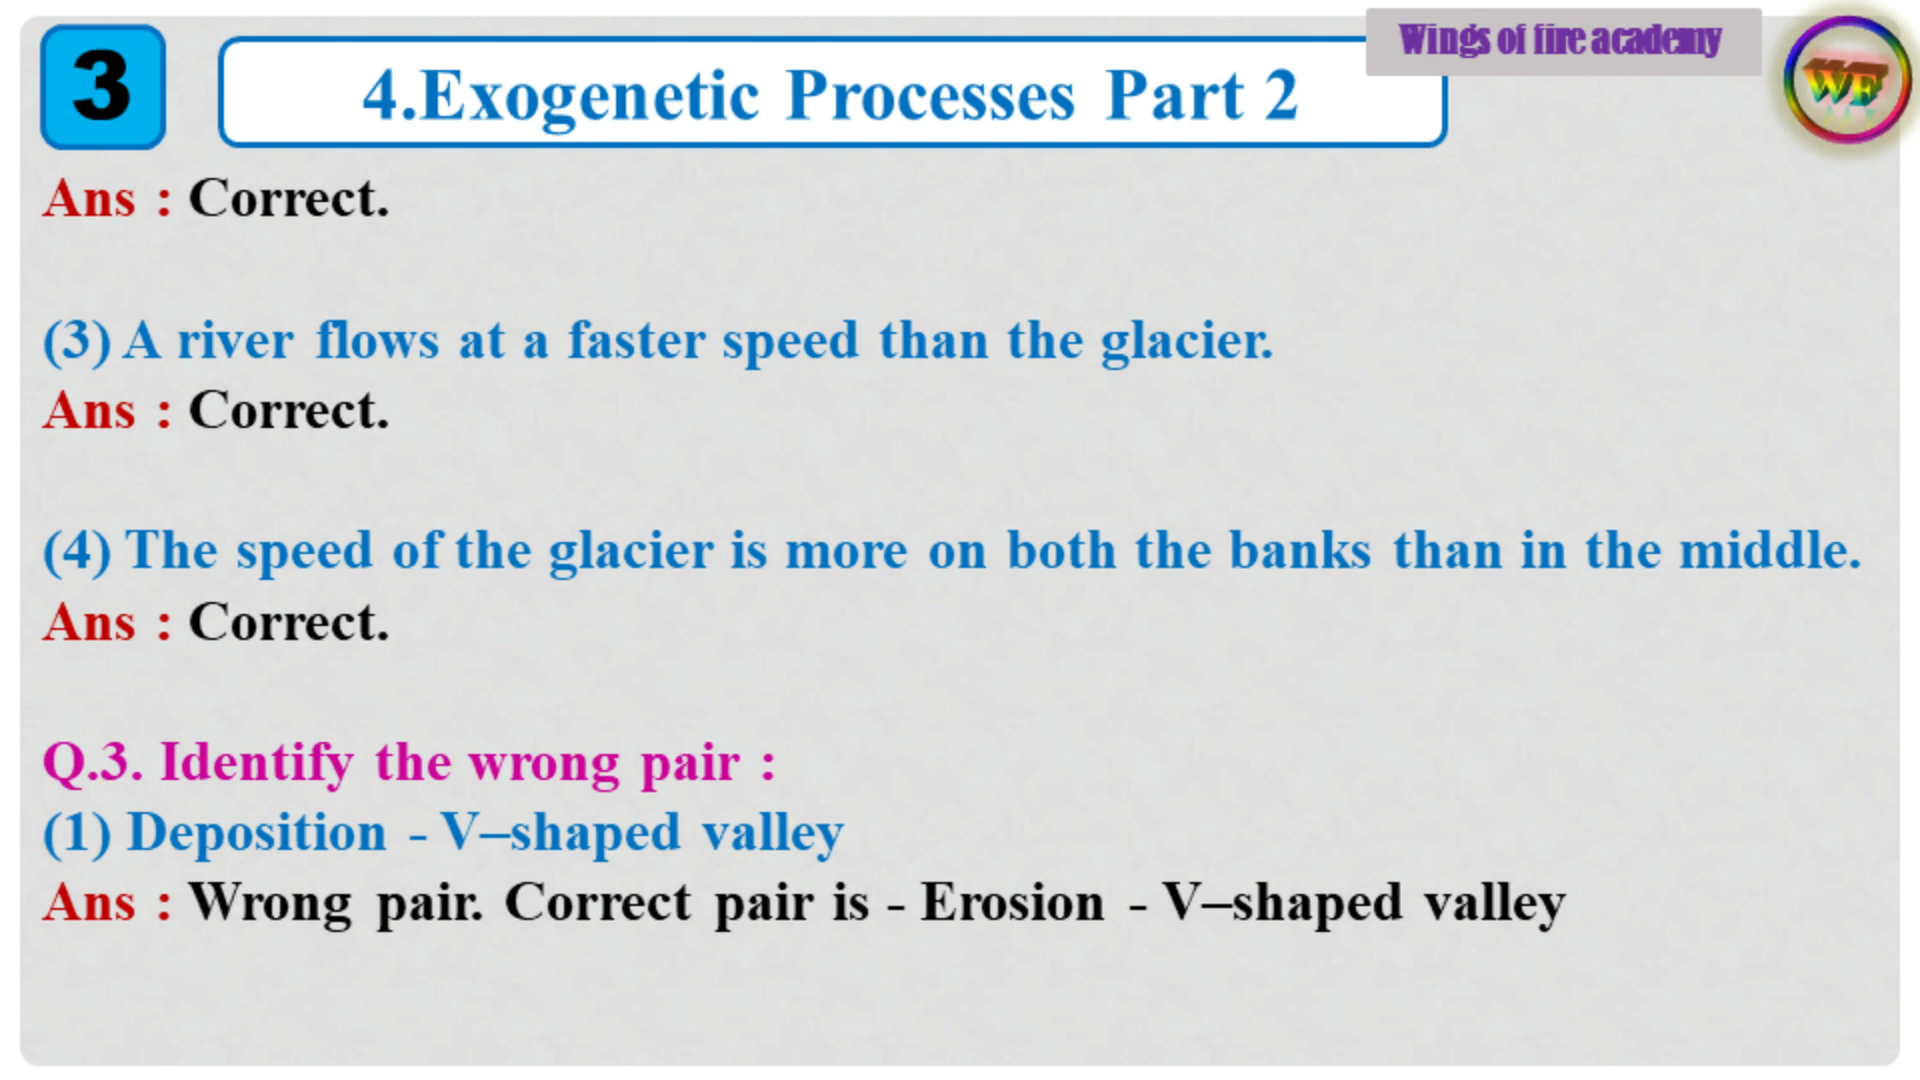 3
4.Exogenetic Processes Part 2
Wings of fire academy
WF
Ans : Correct.
(3) A river flows at a faster speed than the glacier.
Ans : Correct.
(4) The speed of the glacier is more on both the banks than in the middle.
Ans : Correct.
Q.3. Identify the wrong pair :
(1) Deposition - V–shaped valley
Ans : Wrong pair. Correct pair is - Erosion - V–shaped valley